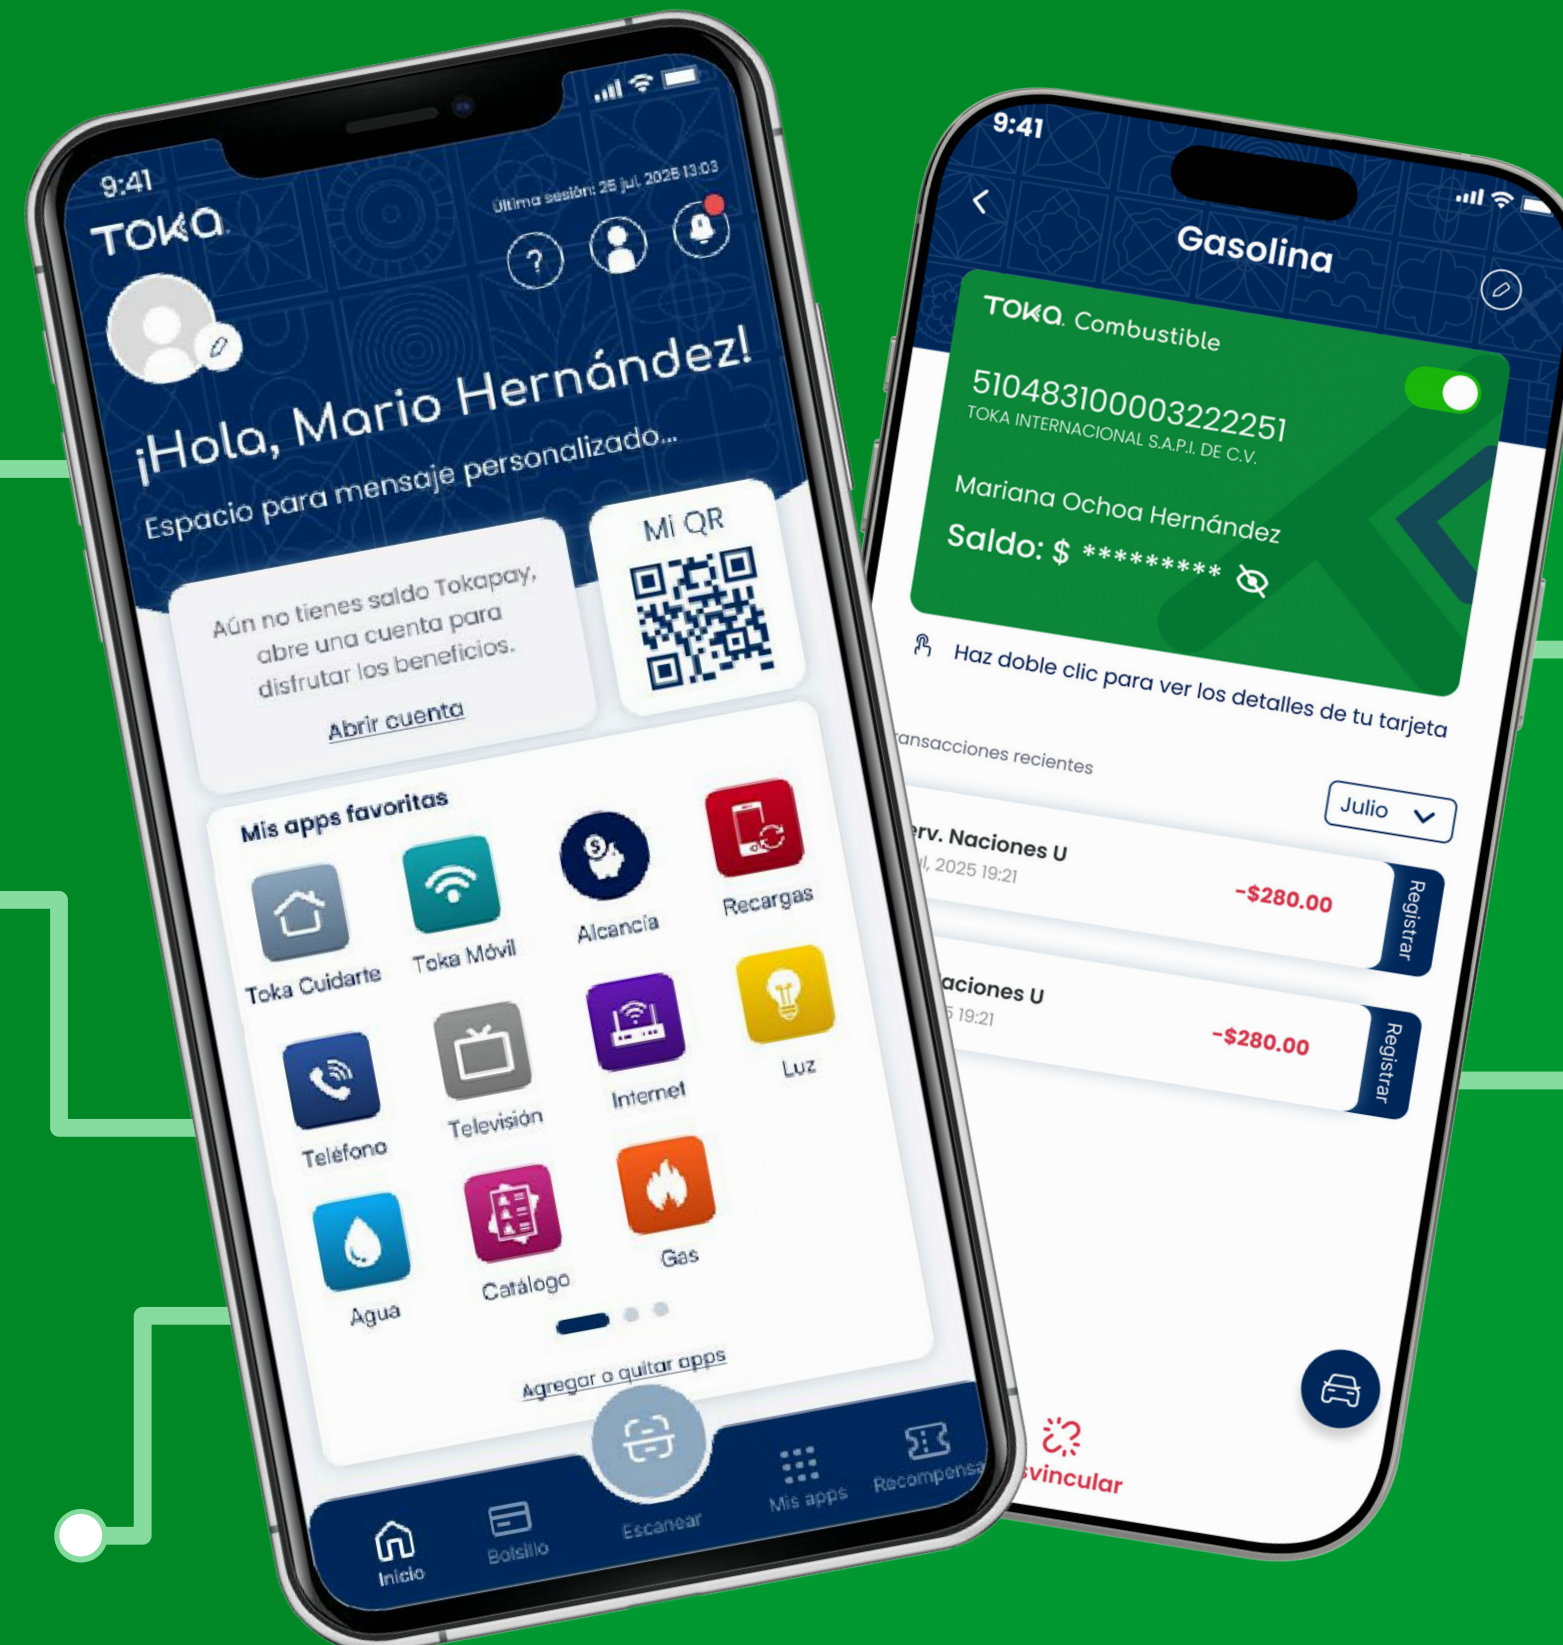 9:41
TOKA
Última sesión: 25 jul. 2025 13:03
?
¡Hola, Mario Hernández!
Espacio para mensaje personalizado...
Aún no tienes saldo Tokapay,
abre una cuenta para
disfrutar los beneficios.
Abrir cuenta
Mi QR
Mis apps favoritas
Toka Cuidarte
Toka Móvil
Alcancía
Recargas
Teléfono
Televisión
Internet
Luz
Agua
Catálogo
Gas
Agregar o quitar apps
Inicio
Bolsillo
Escanear
Mis apps
Recompensa
9:41
Gasolina
TOKA Combustible
510483100003222251
TOKA INTERNACIONAL S.A.P.I. DE C.V.
Mariana Ochoa Hernández
Saldo: $ *********
Haz doble clic para ver los detalles de tu tarjeta
ansacciones recientes
Julio
rv. Naciones U
l, 2025 19:21
-$280.00
Registrar
aciones U
5 19:21
-$280.00
Registrar
svincular